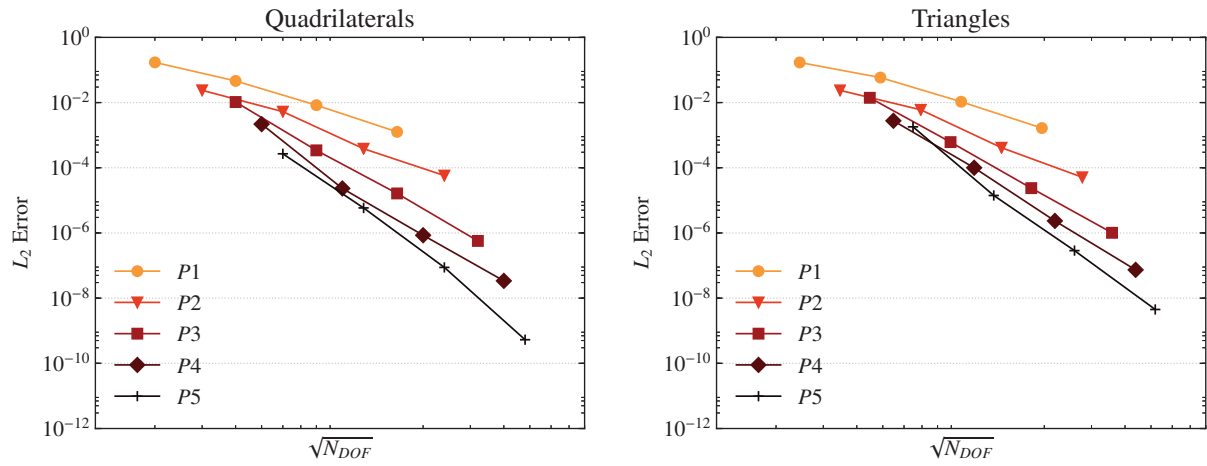 Quadrilaterals
10^0
10^−2
10^−4
10^−6
10^−8
10^−10
10^−12
L_2 Error
P1
P2
P3
P4
P5
√N_DOF
Triangles
10^0
10^−2
10^−4
10^−6
10^−8
10^−10
10^−12
L_2 Error
P1
P2
P3
P4
P5
√N_DOF